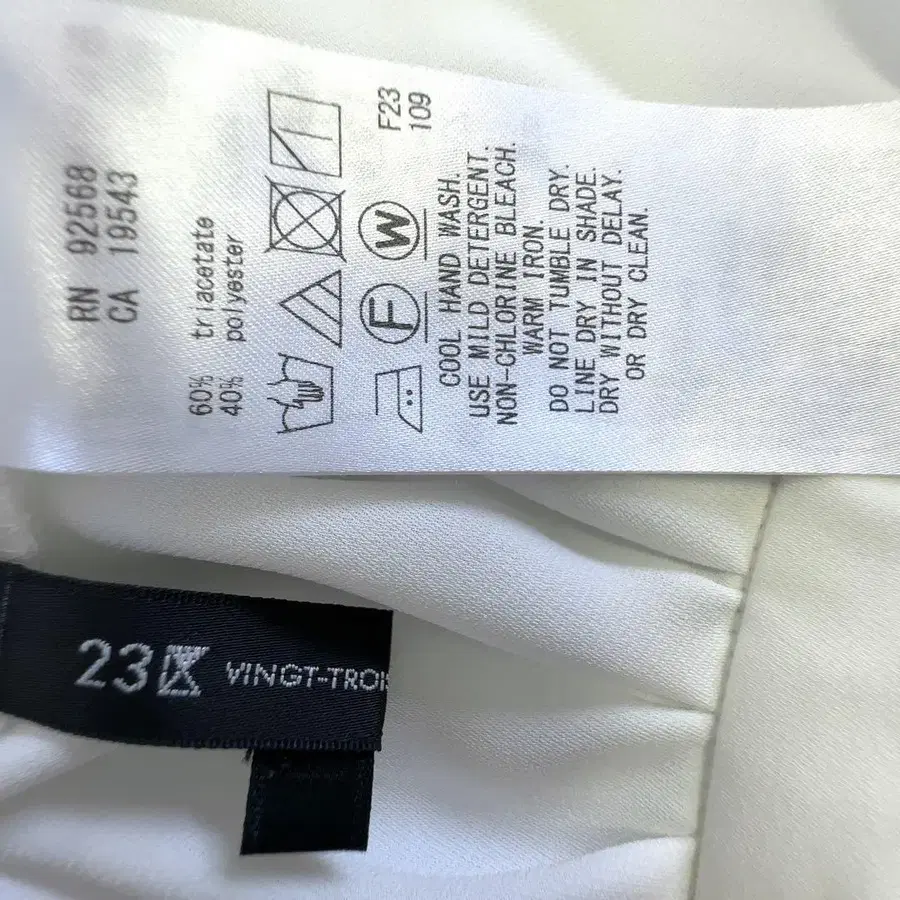 RN 92568
CA 19543
60% triacetate
40% polyester
F W
F23
109
COOL HAND WASH.
USE MILD DETERGENT.
NON-CHLORINE BLEACH.
WARM IRON.
DO NOT TUMBLE DRY.
LINE DRY IN SHADE.
DRY WITHOUT DELAY.
OR DRY CLEAN.
23区 VINGT-TROIS